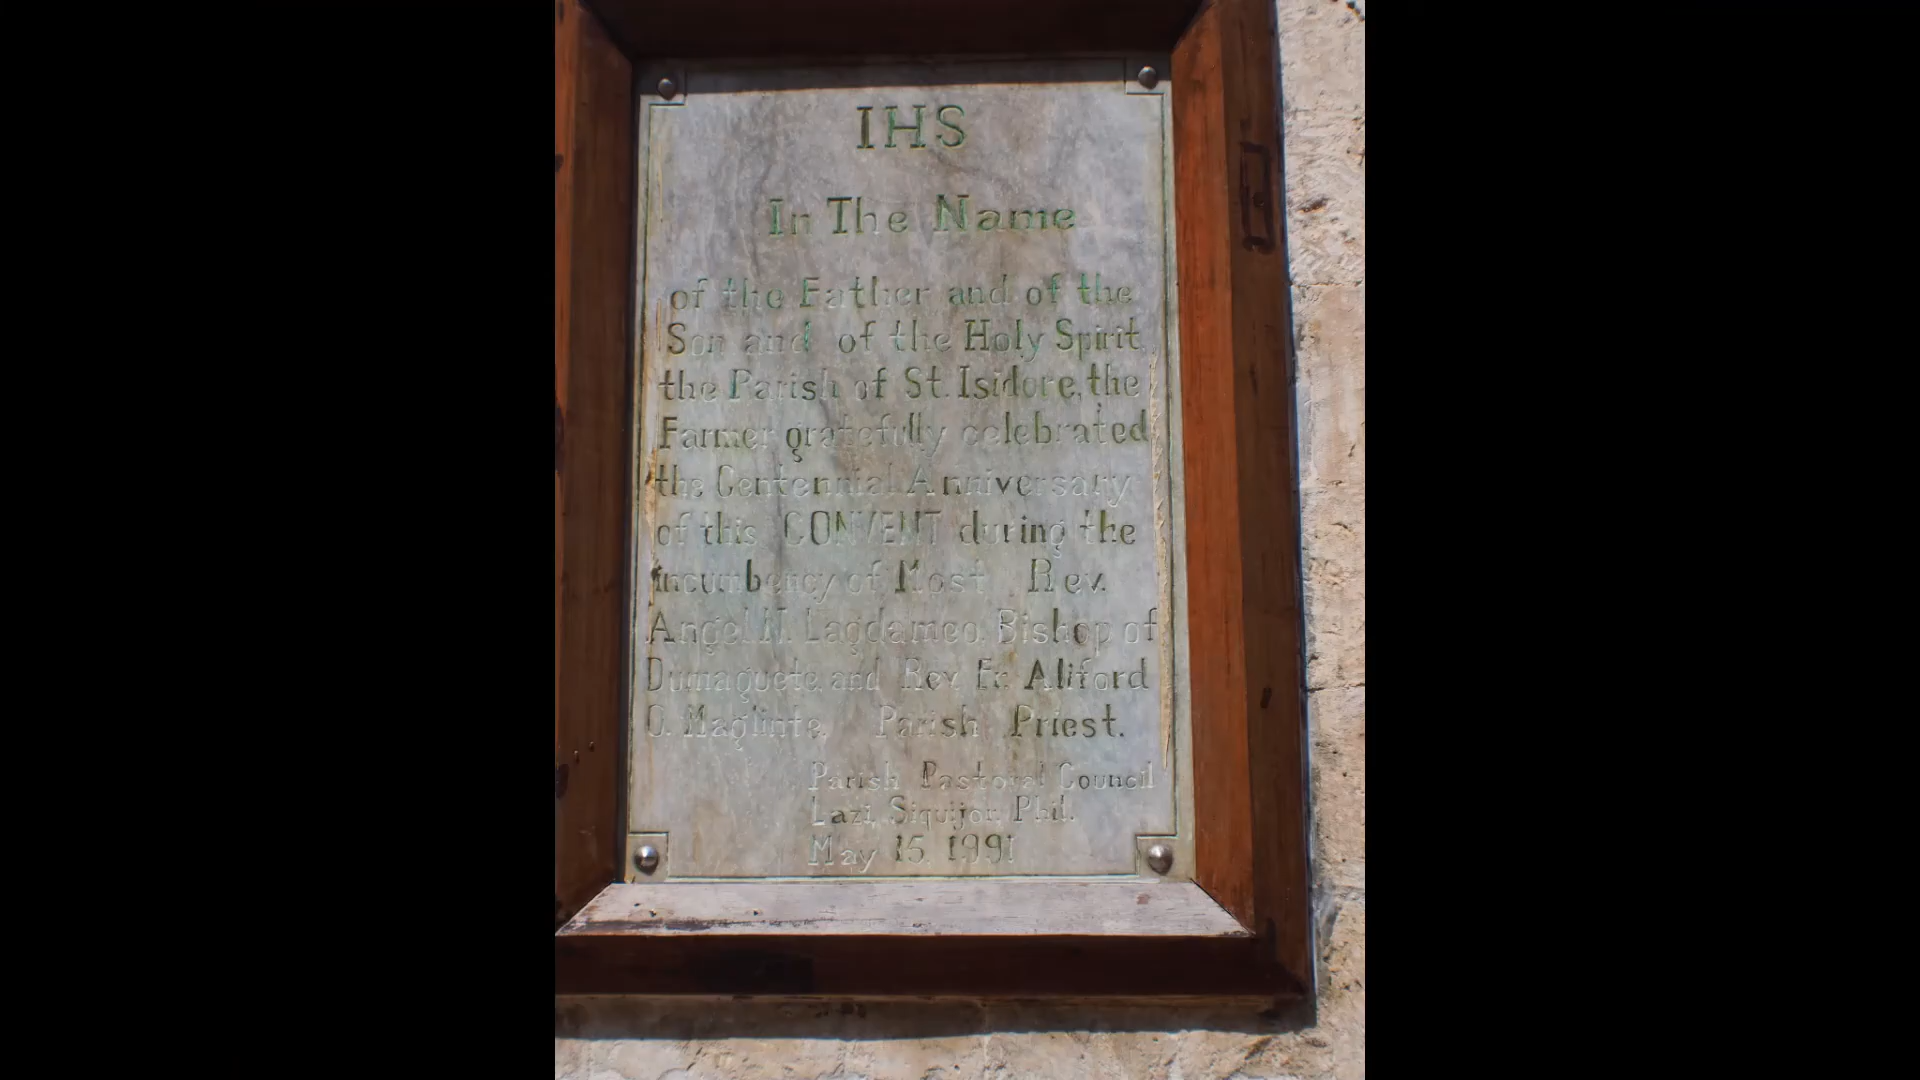 IHS
In The Name
of the Father and of the
Son and of the Holy Spirit,
the Parish of St. Isidore, the
Farmer gratefully celebrated
the Centennial Anniversary
of this CONVENT during the
incumbency of Most Rev.
Angel N. Lagdameo, Bishop of
Dumaguete, and Rev. Fr. Aliford
O. Maglinte, Parish Priest.
Parish Pastoral Council
Lazi, Siquijor, Phil.
May 15, 1991